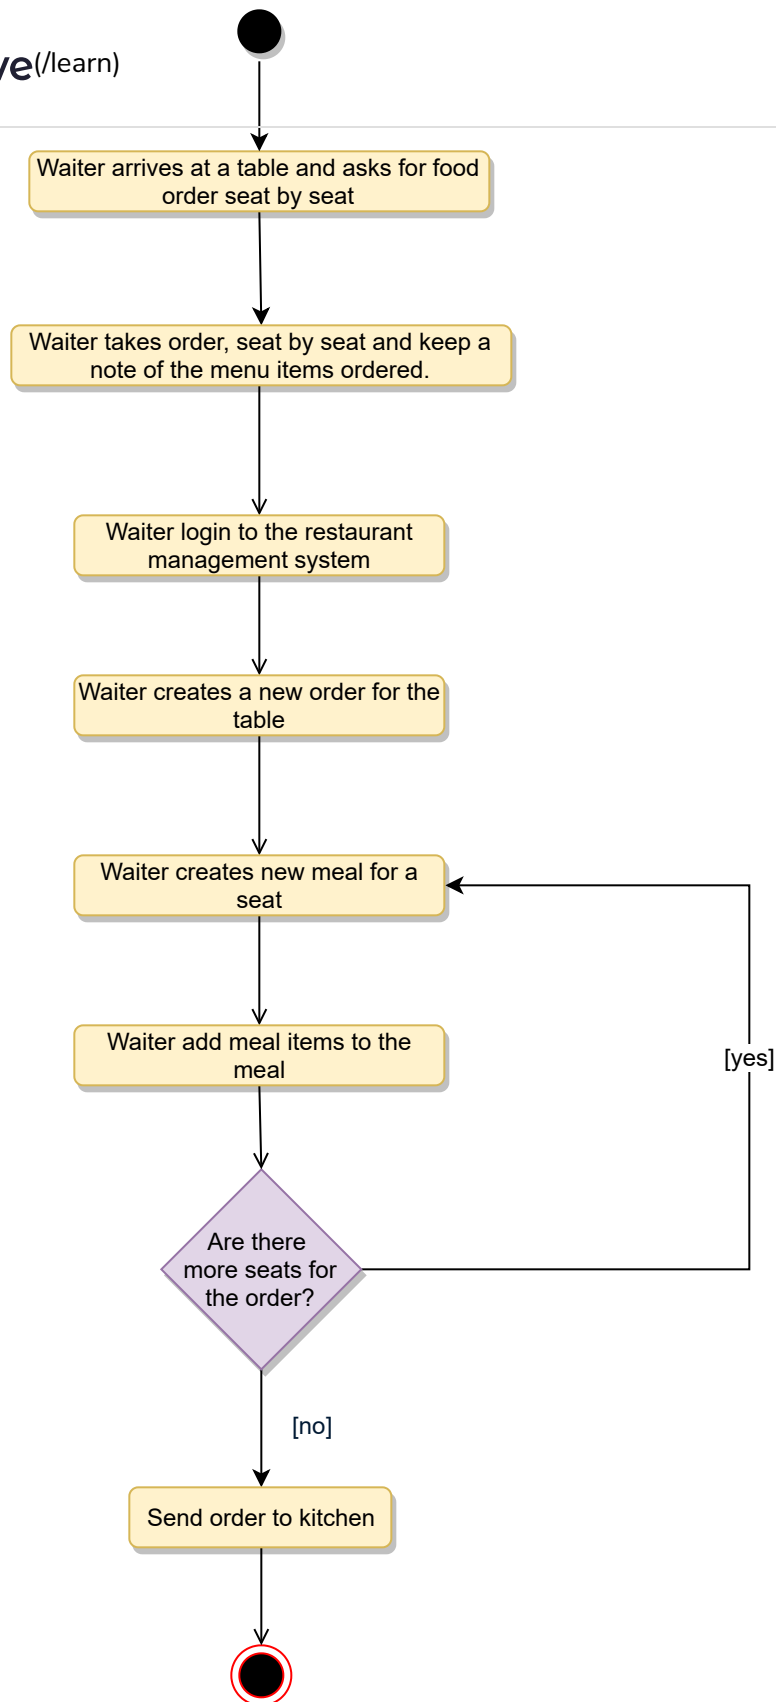 ve(/learn)
Waiter arrives at a table and asks for food
order seat by seat
Waiter takes order, seat by seat and keep a
note of the menu items ordered.
Waiter login to the restaurant
management system
Waiter creates a new order for the
table
Waiter creates new meal for a
seat
Waiter add meal items to the
meal
[yes]
Are there
more seats for
the order?
[no]
Send order to kitchen